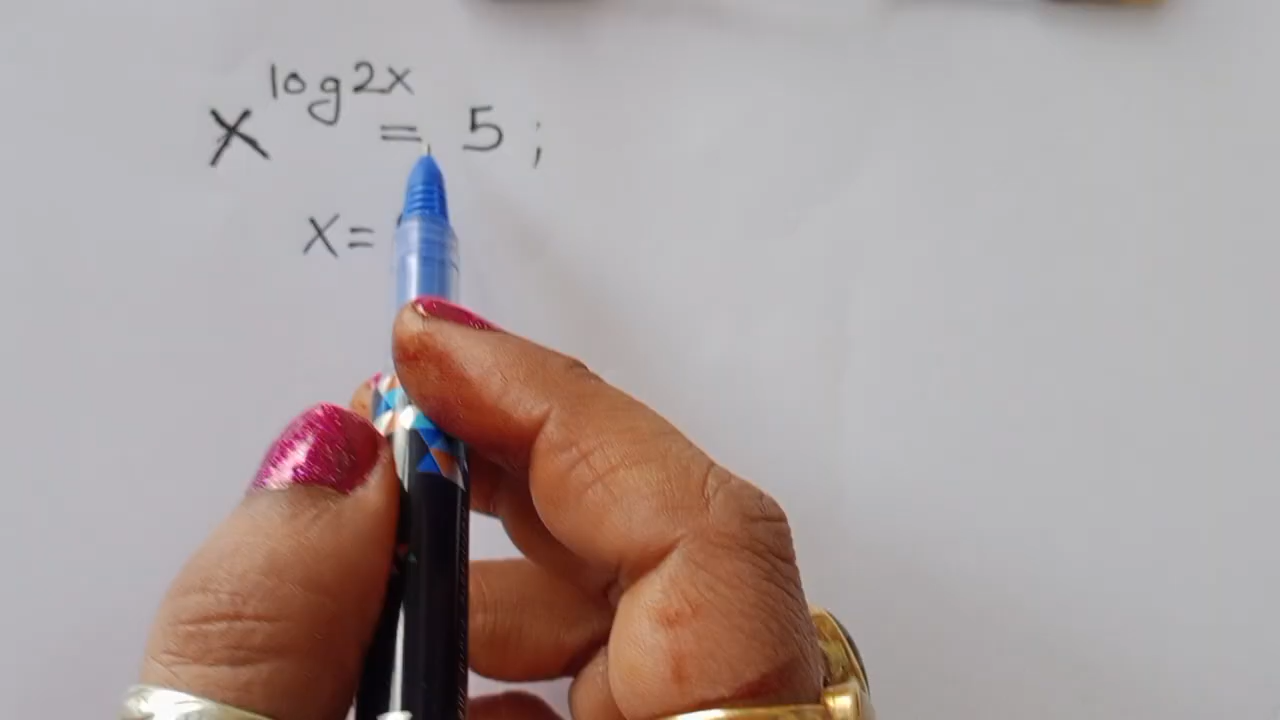 x^log2x = 5 ;
x=